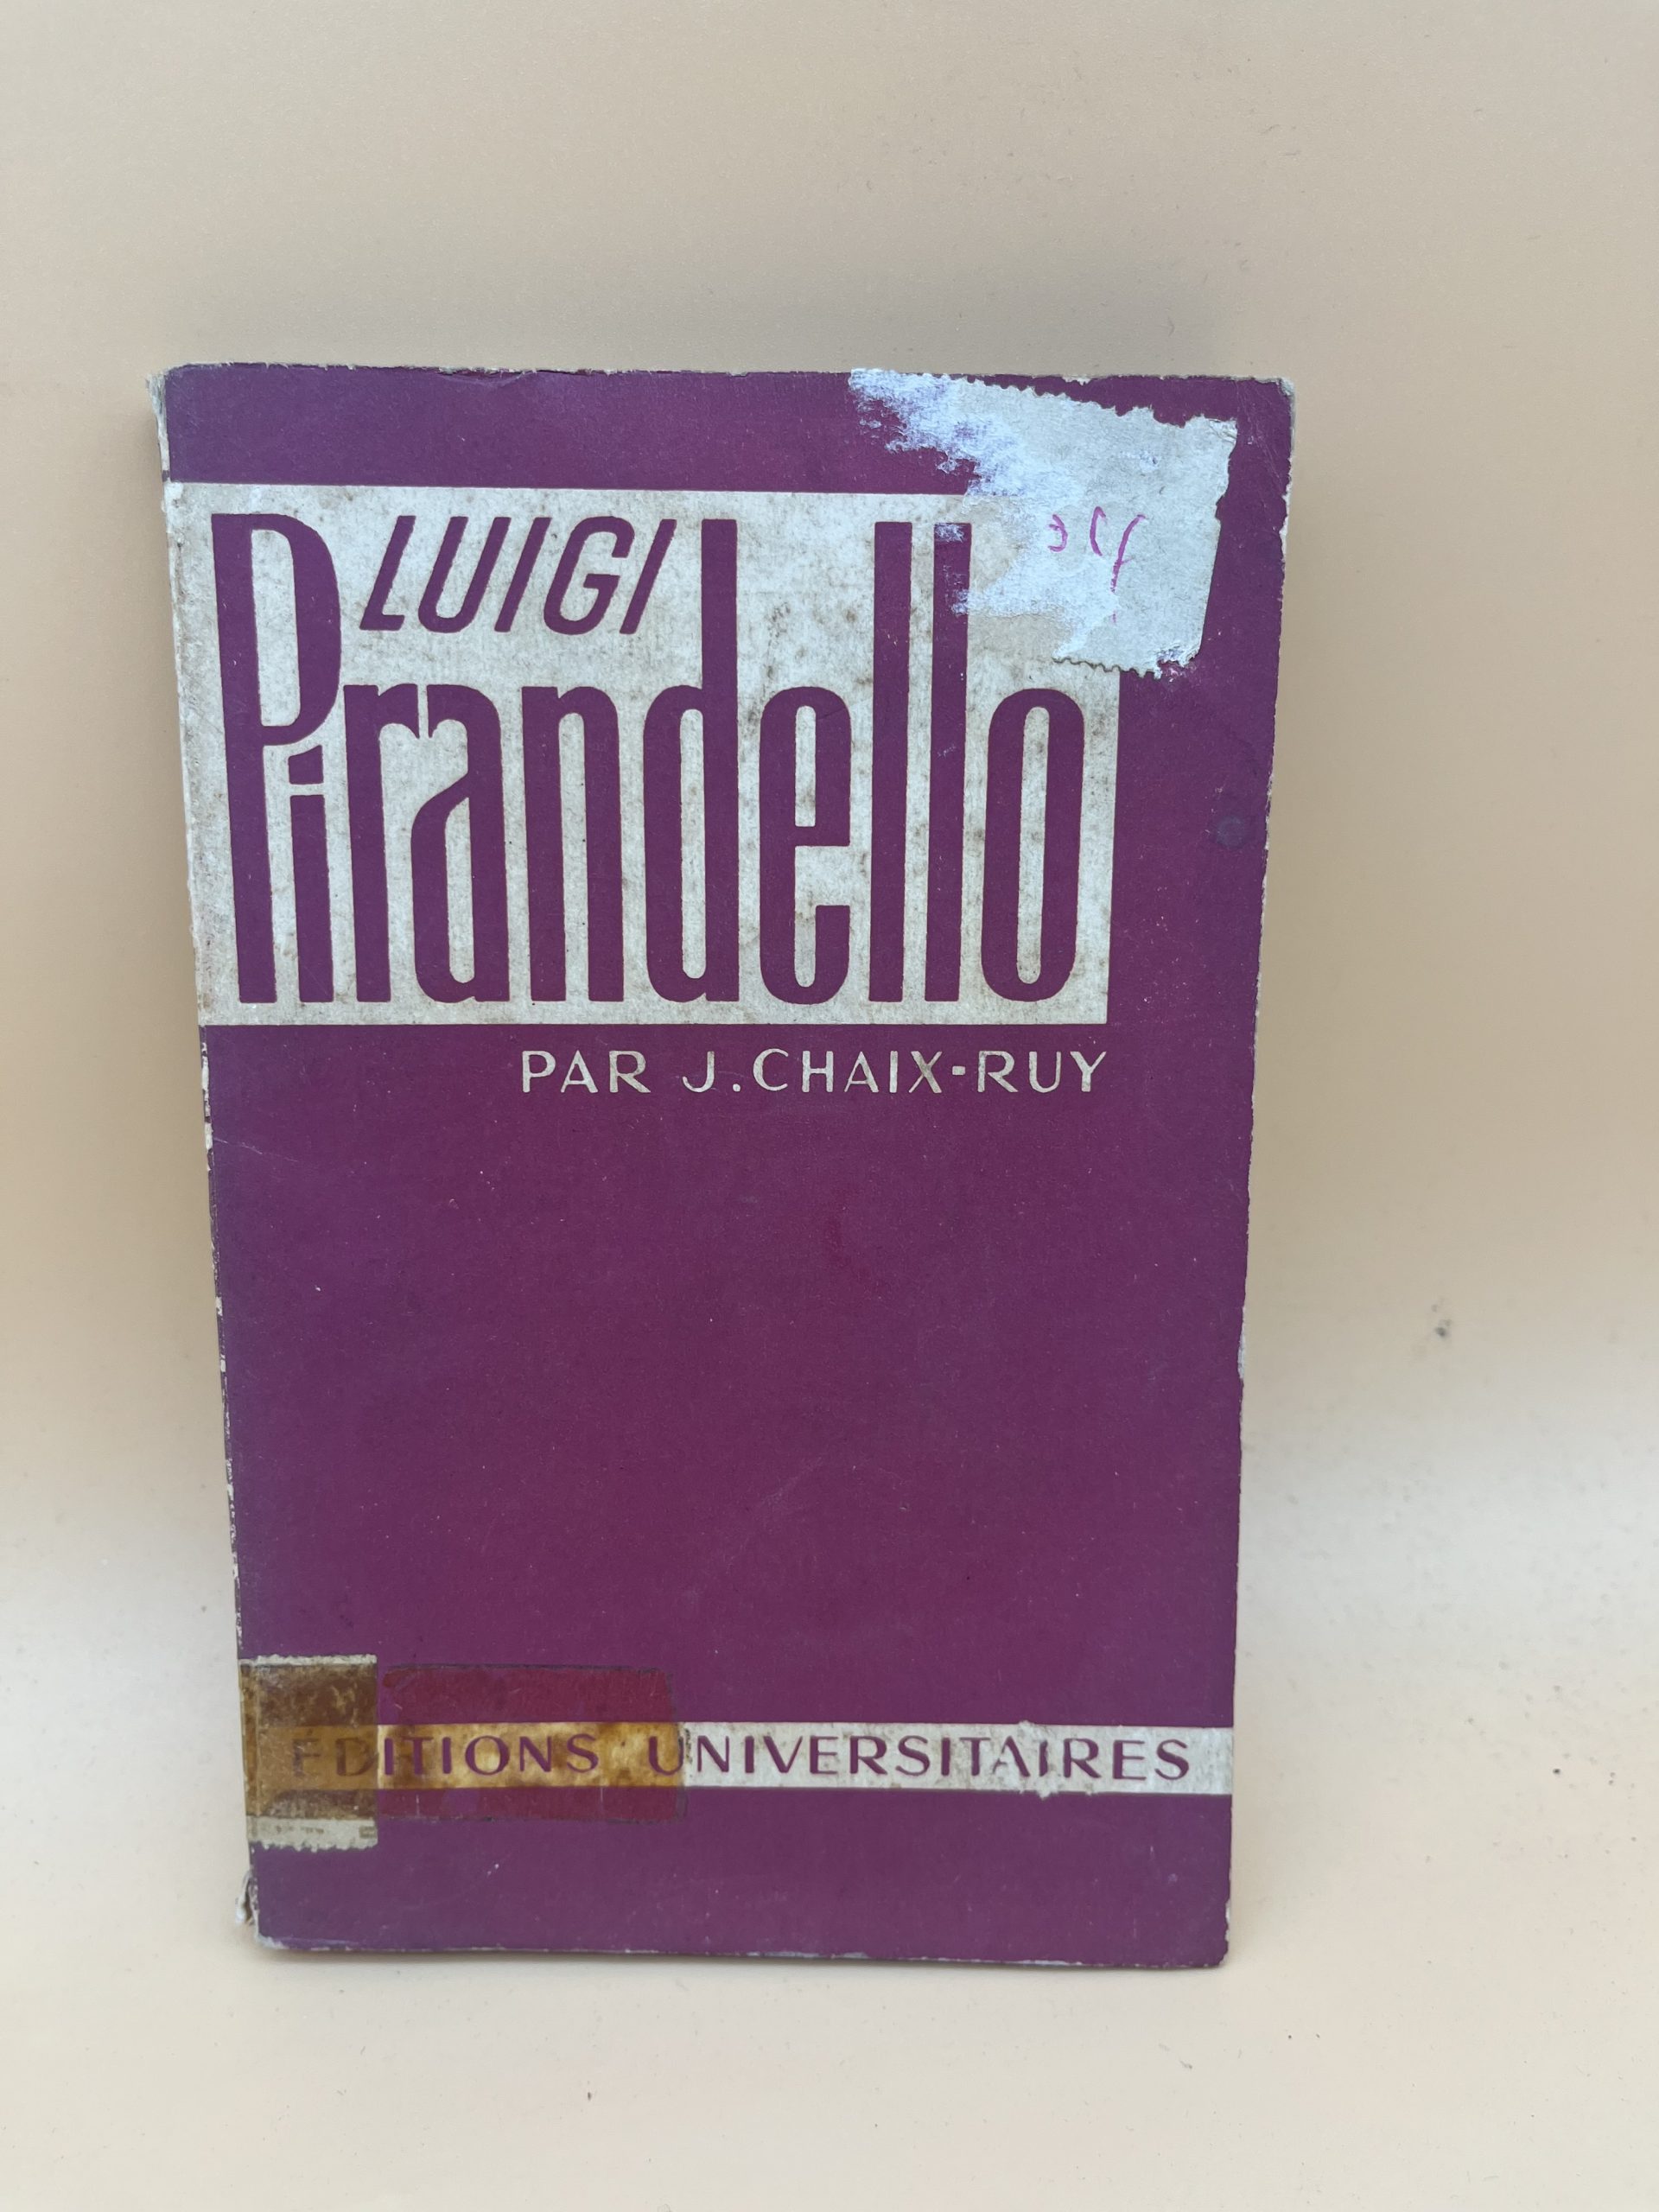 LUIGI
Pirandello
PAR J. CHAIX-RUY
EDITIONS UNIVERSITAIRES